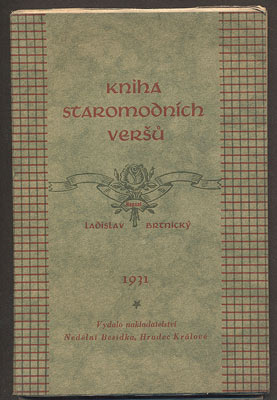 kniha
staromodních
veršů
Ladislav Brtnický
1931
Vydalo nakladatelství
Nedělní Besídka, Hradec Králové